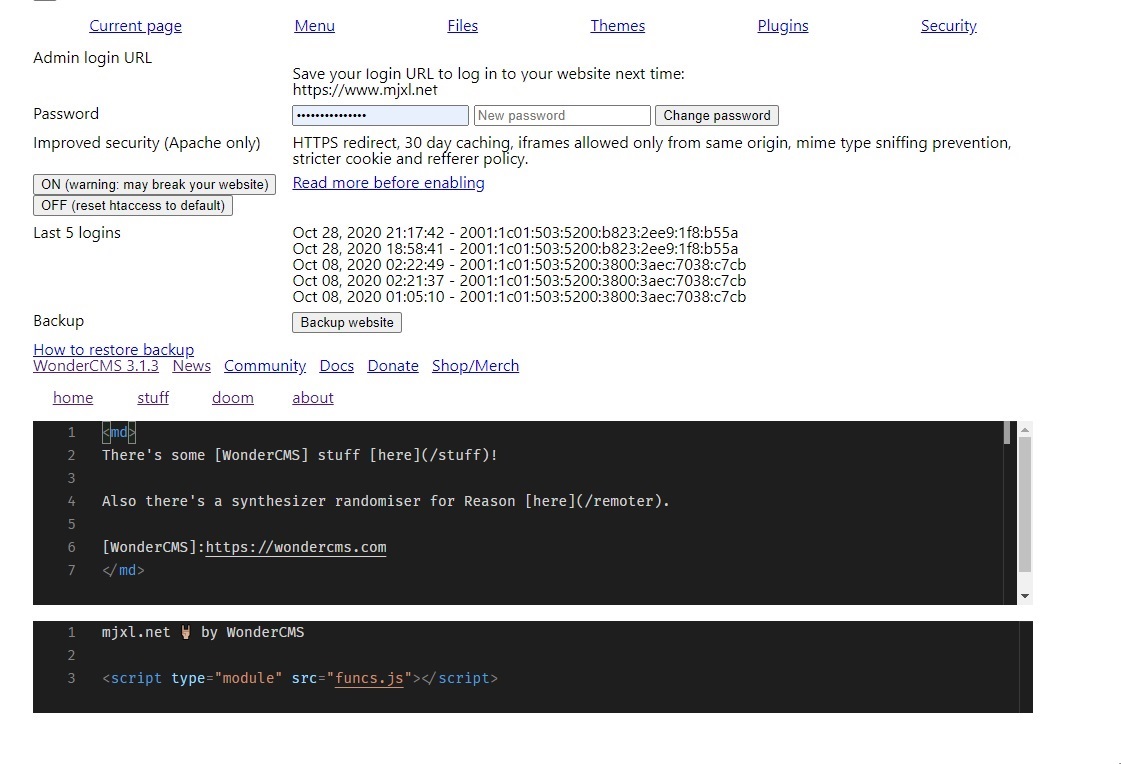 Current page Menu Files Themes Plugins Security
Admin login URL
Save your login URL to log in to your website next time:
https://www.mjxl.net
Password ••••••••••••••• New password Change password
Improved security (Apache only) HTTPS redirect, 30 day caching, iframes allowed only from same origin, mime type sniffing prevention,
stricter cookie and refferer policy.
ON (warning: may break your website) Read more before enabling
OFF (reset htaccess to default)
Last 5 logins Oct 28, 2020 21:17:42 - 2001:1c01:503:5200:b823:2ee9:1f8:b55a
Oct 28, 2020 18:58:41 - 2001:1c01:503:5200:b823:2ee9:1f8:b55a
Oct 08, 2020 02:22:49 - 2001:1c01:503:5200:3800:3aec:7038:c7cb
Oct 08, 2020 02:21:37 - 2001:1c01:503:5200:3800:3aec:7038:c7cb
Oct 08, 2020 01:05:10 - 2001:1c01:503:5200:3800:3aec:7038:c7cb
Backup Backup website
How to restore backup
WonderCMS 3.1.3 News Community Docs Donate Shop/Merch
home stuff doom about
1 <md>
2 There's some [WonderCMS] stuff [here](/stuff)!
3
4 Also there's a synthesizer randomiser for Reason [here](/remoter).
5
6 [WonderCMS]:https://wondercms.com
7 </md>
1 mjxl.net 🤘 by WonderCMS
2
3 <script type="module" src="funcs.js"></script>